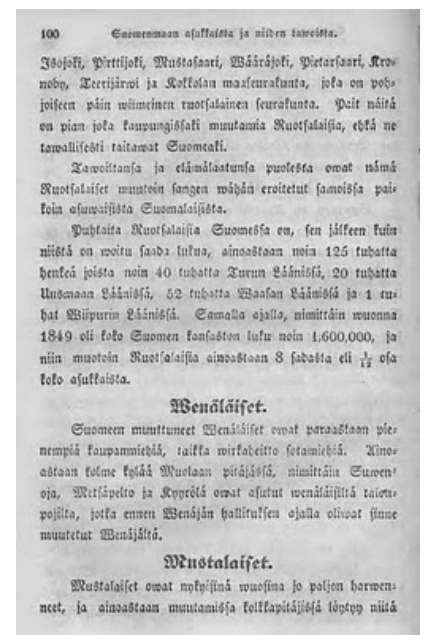 100 Suomenmaan asukkaista ja niiden tawoista.
Isojoki, Pirttijoki, Mustasaari, Wääräjoki, Pietarsaari, Kro-
noby, Teerijärwi ja Kokkolan maaseurakunta, joka on poh-
joiseen päin wiimeinen ruotsalainen seurakunta. Pait näitä
on pian joka kaupungissaki muutamia Ruotsalaisia, ehkä ne
tawallisesti taitawat Suomeaki.
Tawoiltansa ja elämälaatunsa puolesta owat nämä
Ruotsalaiset muutoin sangen wähän eroitetut samoissa pai-
koin asuwaisista Suomalaisista.
Puhtaita Ruotsalaisia Suomessa on, sen jälkeen kuin
niistä on woitu saada lukua, ainoastaan noin 125 tuhatta
henkeä joista noin 40 tuhatta Turun Läänissä, 20 tuhatta
Uusmaan Läänissä, 52 tuhatta Waasan Läänissä ja 1 tu-
hat Wiipurin Läänissä. Samalla ajalla, nimittäin wuonna
1849 oli koko Suomen kansaston luku noin 1,600,000, ja
niin muotoin Ruotsalaisia ainoastaan 8 sadasta eli 1/12 osa
koko asukkaista.
Wenäläiset.
Suomeen muuttuneet Wenäläiset owat paraastaan pie-
nempiä kaupanmiehiä, taikka wirkaheitto sotamiehiä. Aino-
astaan kolme kylää Muolaan pitäjässä, nimittäin Suwen-
oja, Metsäpelto ja Kyyrölä owat asutut wenäläisiltä talon-
pojilta, jotka ennen Wenäjän hallituksen ajalla oliwat sinne
muutetut Wenäjältä.
Mustalaiset.
Mustalaiset owat nykyisinä wuosina jo paljon harwen-
neet, ja ainoastaan muutamissa kolkkapitäjissä löytyy niitä